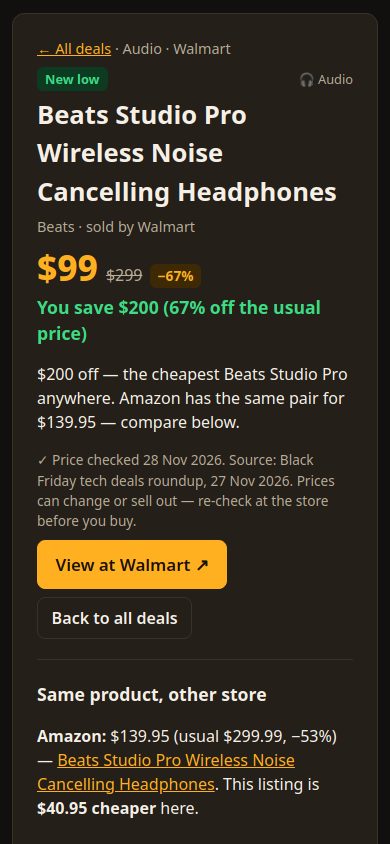 ← All deals · Audio · Walmart
New low
🎧 Audio
Beats Studio Pro
Wireless Noise
Cancelling Headphones
Beats · sold by Walmart
$99 $299 −67%
You save $200 (67% off the usual
price)
$200 off — the cheapest Beats Studio Pro
anywhere. Amazon has the same pair for
$139.95 — compare below.
✓ Price checked 28 Nov 2026. Source: Black
Friday tech deals roundup, 27 Nov 2026. Prices
can change or sell out — re-check at the store
before you buy.
View at Walmart ↗
Back to all deals
Same product, other store
Amazon: $139.95 (usual $299.99, −53%)
— Beats Studio Pro Wireless Noise
Cancelling Headphones. This listing is
$40.95 cheaper here.